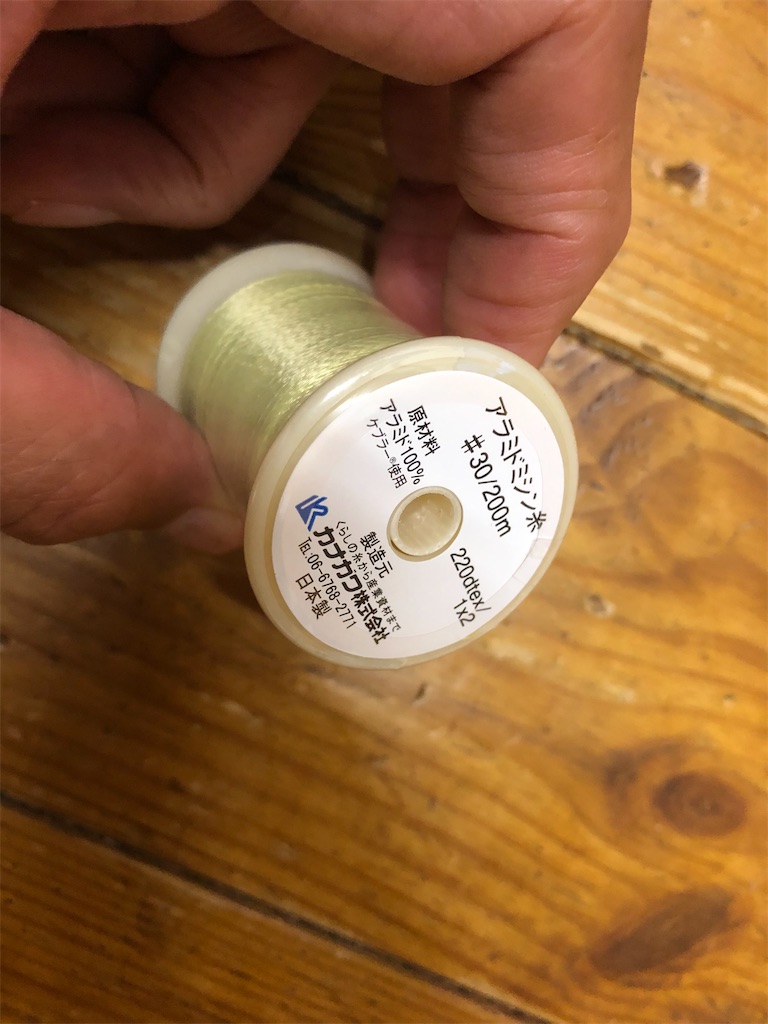 アラミドミシン糸
#30/200m
220dtex/
1x2
原材料
アラミド100%
ケブラー®使用
製造元
くらしの糸から産業資材まで
カナガワ株式会社
TEL:06-6768-2771
日本製